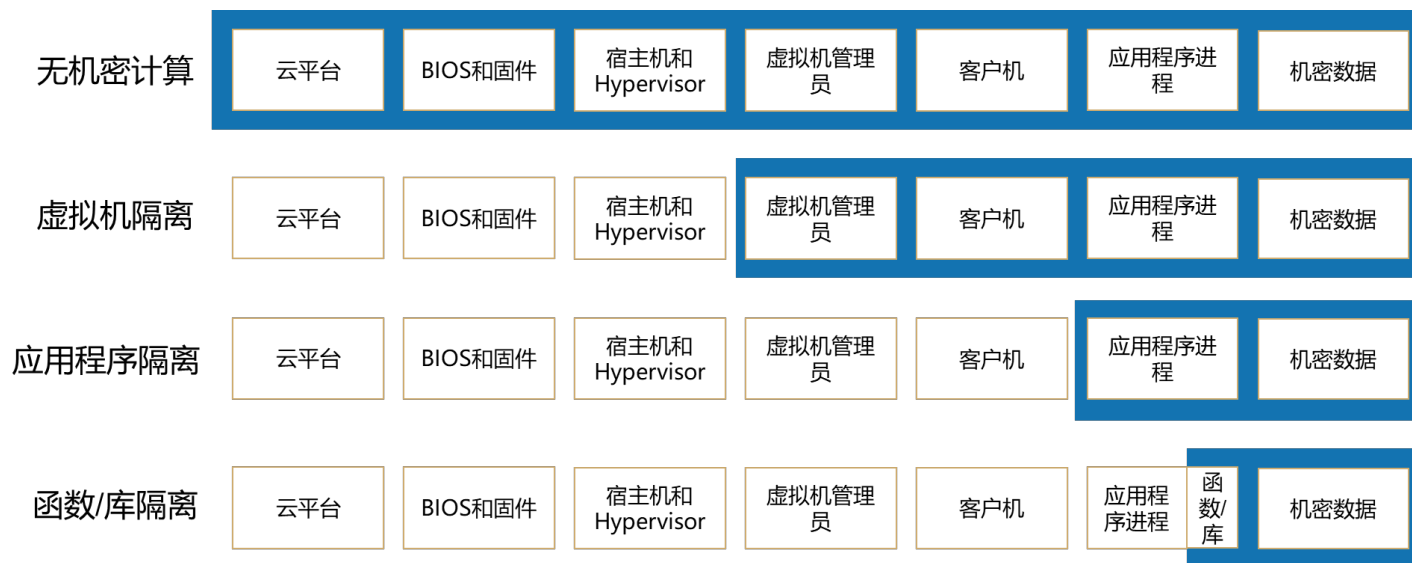 无机密计算
云平台
BIOS和固件
宿主机和
Hypervisor
虚拟机管理
员
客户机
应用程序进
程
机密数据
虚拟机隔离
云平台
BIOS和固件
宿主机和
Hypervisor
虚拟机管理
员
客户机
应用程序进
程
机密数据
应用程序隔离
云平台
BIOS和固件
宿主机和
Hypervisor
虚拟机管理
员
客户机
应用程序进
程
机密数据
函数/库隔离
云平台
BIOS和固件
宿主机和
Hypervisor
虚拟机管理
员
客户机
应用程
序进程
函
数/
库
机密数据